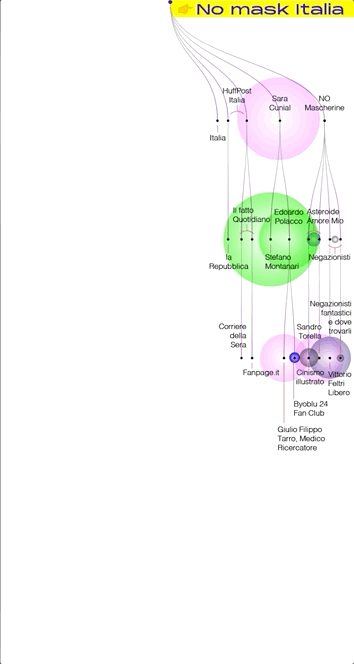 👉 No mask Italia
HuffPost
Italia
Sara
Cunial
NO
Mascherine
Italia
Il fatto
Quotidiano
Edoardo
Polacco
Asteroide
Amore Mio
la
Repubblica
Stefano
Montanari
Negazionisti
Negazionisti
fantastici
e dove
trovarli
Corriere
della
Sera
Sandro
Torella
Fanpage.it
Cinismo
illustrato
Vittorio
Feltri
Libero
Byoblu 24
Fan Club
Giulio Filippo
Tarro, Medico
Ricercatore